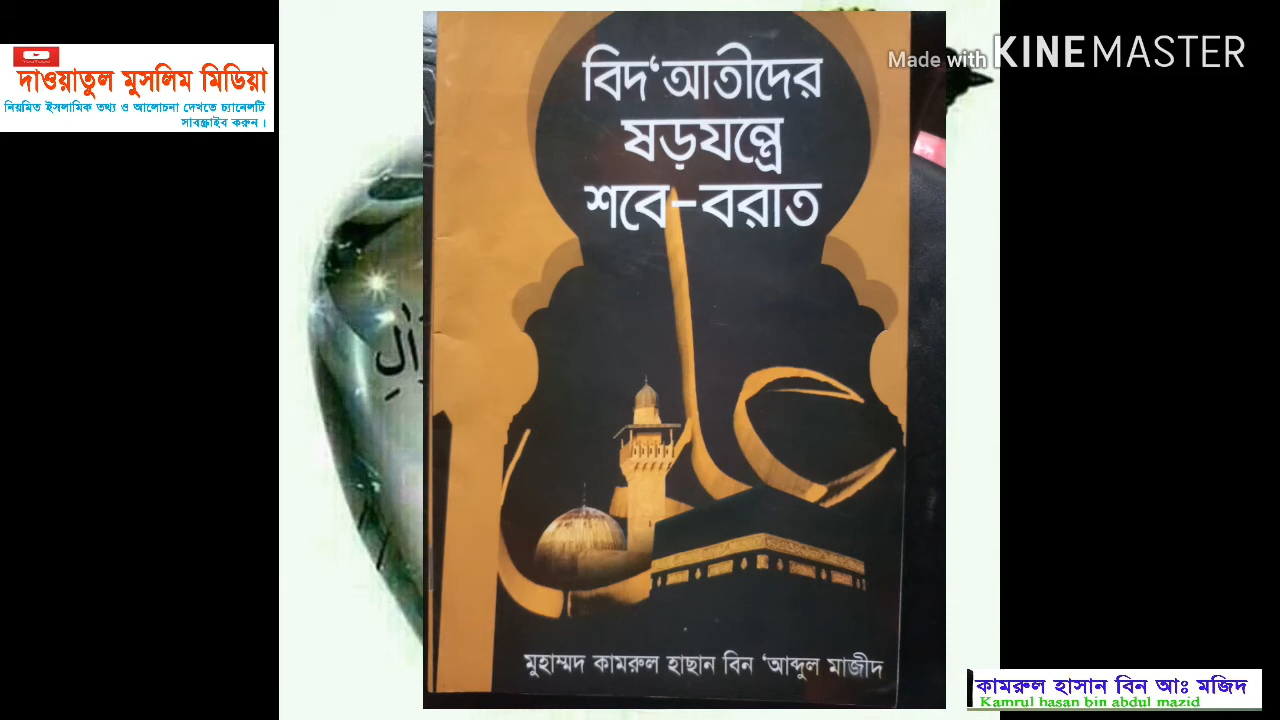 দাওয়াতুল মুসলিম মিডিয়া
নিয়মিত ইসলামিক তথ্য ও আলোচনা দেখতে চ্যানেলটি
সাবস্ক্রাইব করুন।
Made with KINEMASTER
বিদ‘আতীদের
ষড়যন্ত্রে
শবে-বরাত
মুহাম্মদ কামরুল হাছান বিন ‘আব্দুল মাজীদ
কামরুল হাসান বিন আঃ মজিদ
Kamrul hasan bin abdul mazid